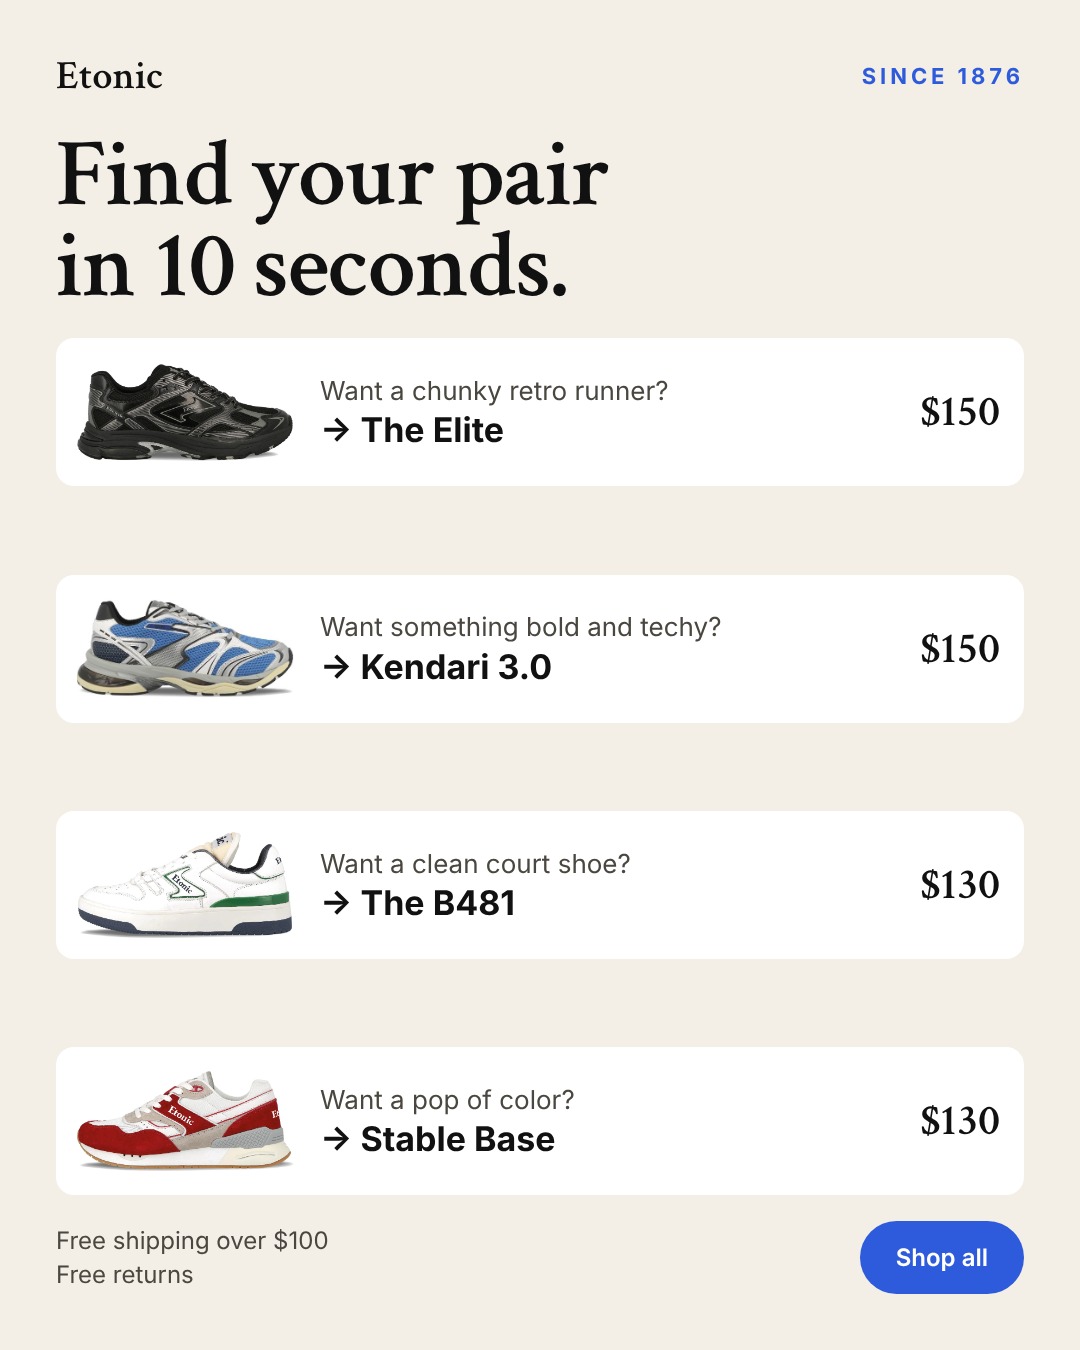 Etonic
SINCE 1876
Find your pair
in 10 seconds.
Want a chunky retro runner?
→ The Elite
$150
Want something bold and techy?
→ Kendari 3.0
$150
Etonic
Want a clean court shoe?
→ The B481
$130
Etonic
Want a pop of color?
→ Stable Base
$130
Free shipping over $100
Free returns
Shop all